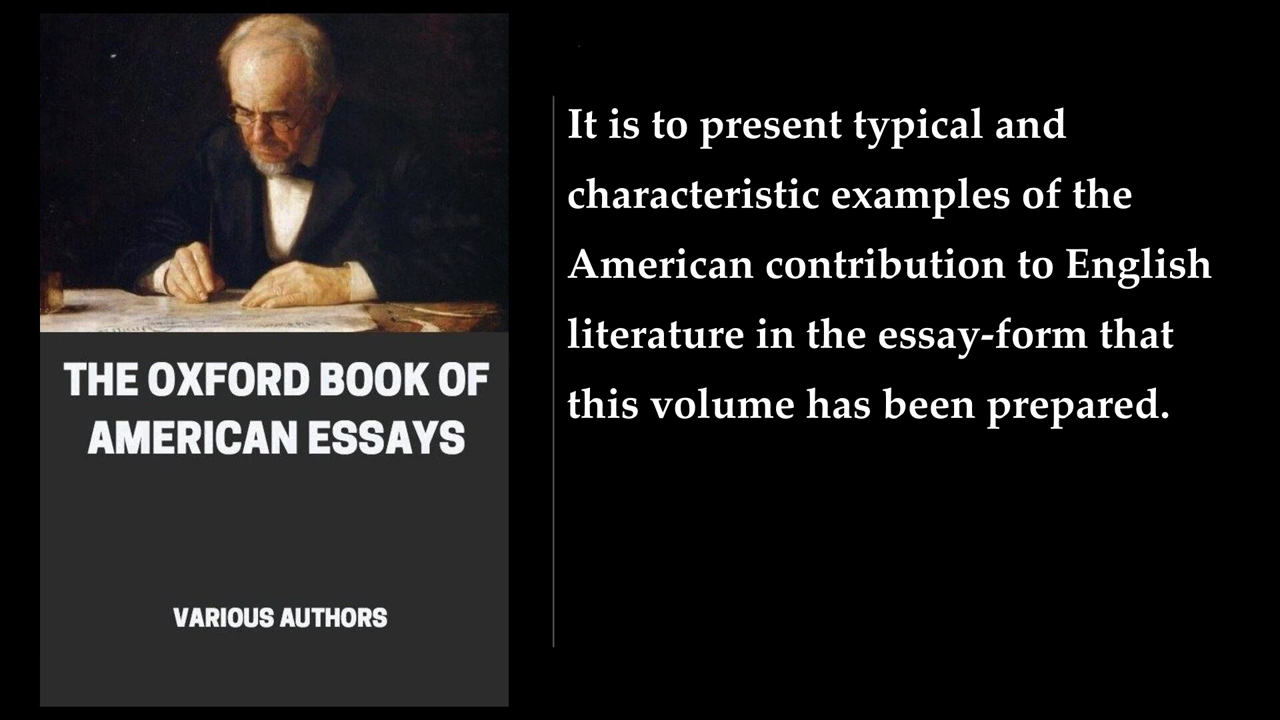 THE OXFORD BOOK OF
AMERICAN ESSAYS
VARIOUS AUTHORS
It is to present typical and
characteristic examples of the
American contribution to English
literature in the essay-form that
this volume has been prepared.